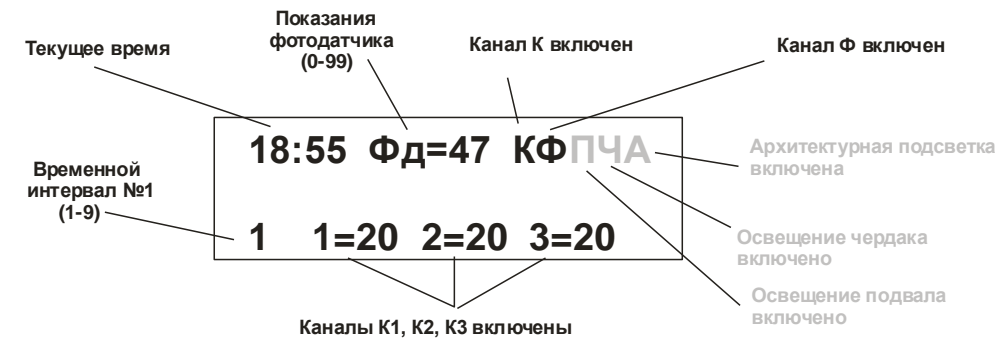 Показания
фотодатчика
(0-99)
Текущее время
Канал К включен
Канал Ф включен
18:55 Фд=47 КФПЧА
Архитектурная подсветка
включена
Временной
интервал №1
(1-9)
1 1=20 2=20 3=20
Освещение чердака
включено
Освещение подвала
включено
Каналы К1, К2, К3 включены